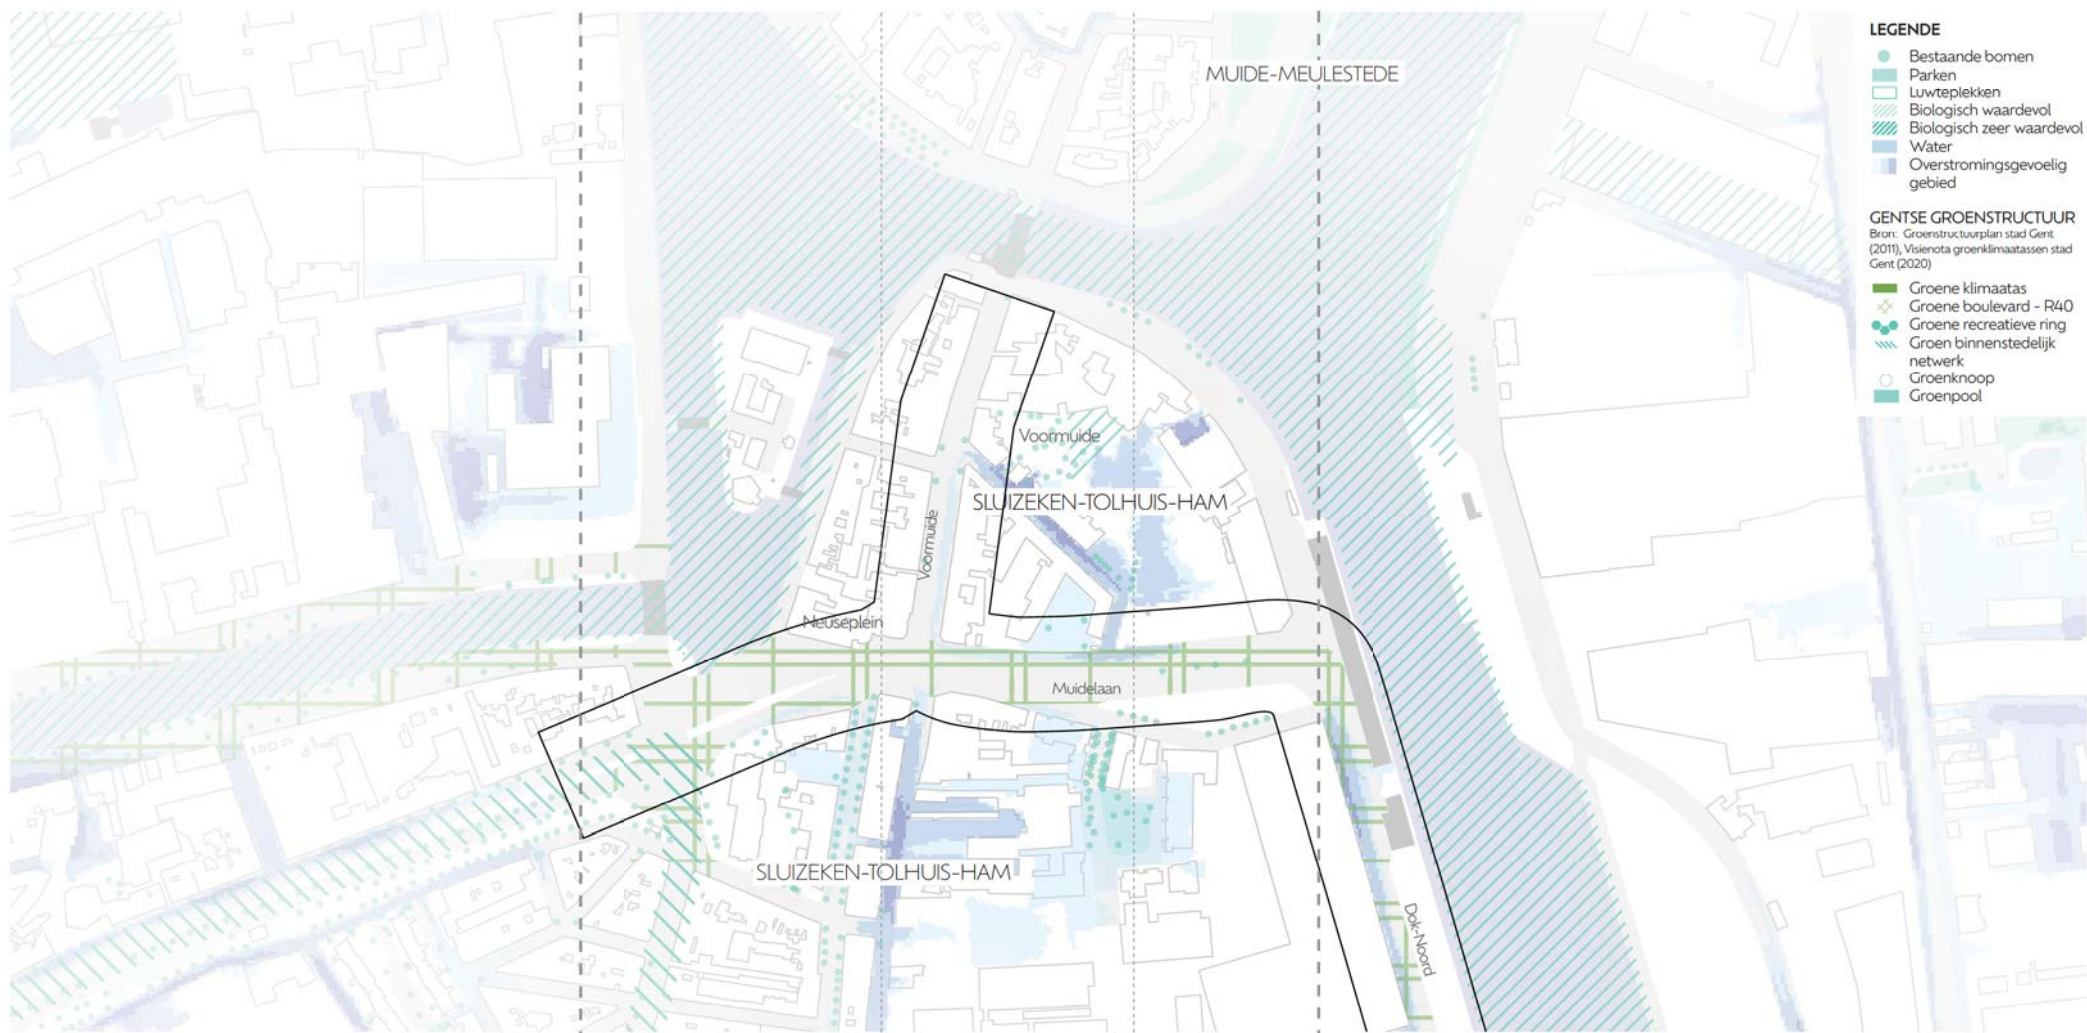 MUIDE-MEULESTEDE
Voormuide
SLUIZEKEN-TOLHUIS-HAM
Voormuide
Neuseplein
Muidelaan
SLUIZEKEN-TOLHUIS-HAM
Dok-Noord
LEGENDE
Bestaande bomen
Parken
Luwteplekken
Biologisch waardevol
Biologisch zeer waardevol
Water
Overstromingsgevoelig
gebied
GENTSE GROENSTRUCTUUR
Bron: Groenstructuurplan stad Gent
(2011), Visienota groenklimaatassen stad
Gent (2020)
Groene klimaatas
Groene boulevard - R40
Groene recreatieve ring
Groen binnenstedelijk
netwerk
Groenknoop
Groenpool